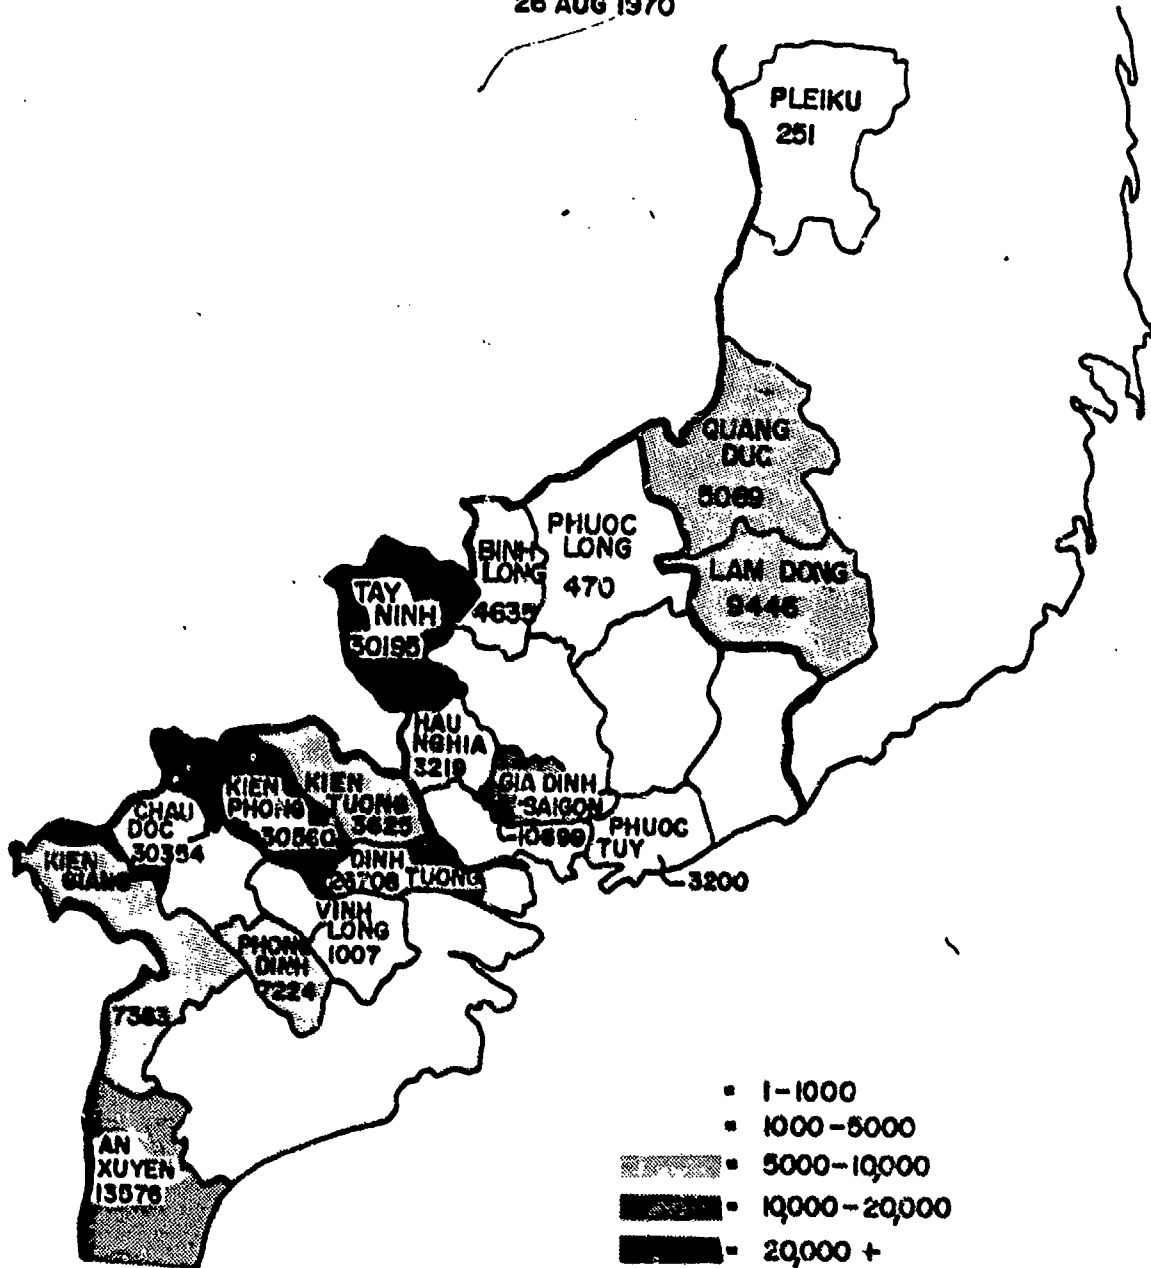 26 AUG 1970
PLEIKU
251
QUANG
DUC
5069
PHUOC
LONG
470
BINH
LONG
4635
LAM DONG
9446
TAY
NINH
30195
HAU
NGHIA
3219
GIA DINH
SAIGON
10699
PHUOC
TUY
3200
KIEN
PHONG
30560
KIEN
TUONG
3625
CHAU
DOC
30354
KIEN
GIANG
7383
DINH TUONG
26708
VINH
LONG
1007
PHONG
DINH
7224
AN
XUYEN
13576
= 1-1000
= 1000-5000
= 5000-10,000
= 10,000-20,000
= 20,000 +